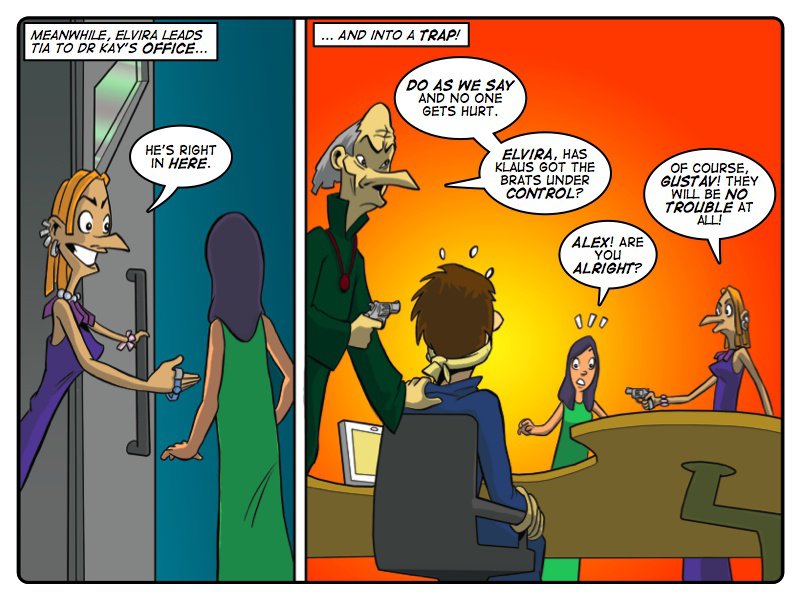 MEANWHILE, ELVIRA LEADS
TIA TO DR KAY'S OFFICE...
HE'S RIGHT
IN HERE.
... AND INTO A TRAP!
DO AS WE SAY
AND NO ONE
GETS HURT.
ELVIRA, HAS
KLAUS GOT THE
BRATS UNDER
CONTROL?
OF COURSE,
GUSTAV! THEY
WILL BE NO
TROUBLE AT
ALL!
ALEX! ARE
YOU
ALRIGHT?